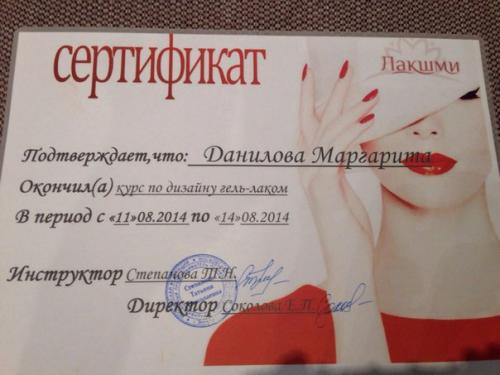 сертификат
Лакшми
Подтверждает,что: Данилова Маргарита
Окончил(а) курс по дизайну гель-лаком
В период с «11»08.2014 по «14»08.2014
Инструктор Степанова Т.Н.
Татьяна
Директор Соколова Е.П.